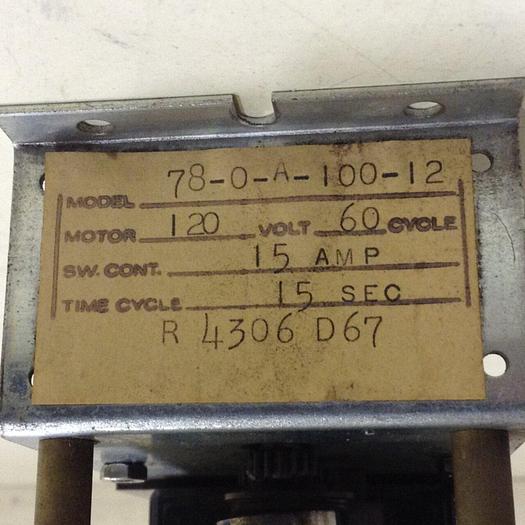 MODEL 78-0-A-100-12
MOTOR 120 VOLT 60 CYCLE
SW. CONT. 15 AMP
TIME CYCLE 15 SEC
R 4306 D67